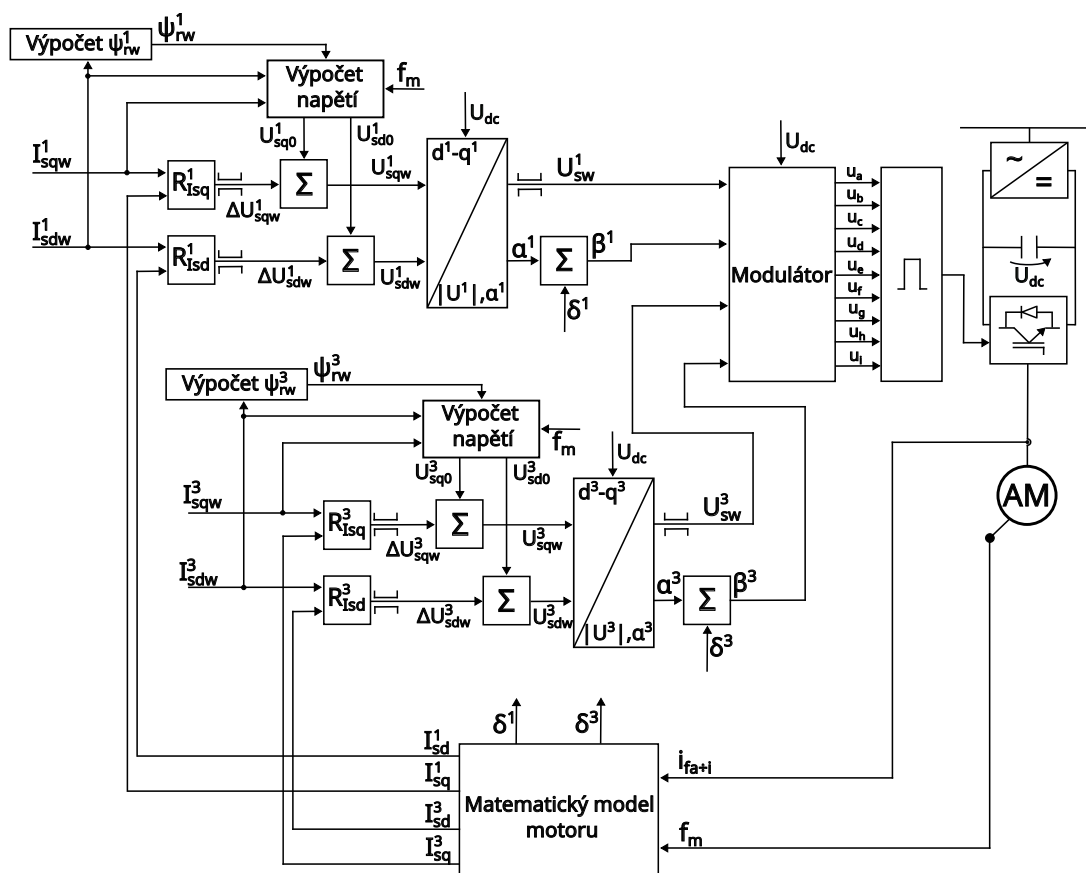 Výpočet ψ¹rw
ψ¹rw
Výpočet napětí
fm
U¹sq0
U¹sd0
I¹sqw
R¹Isq
ΔU¹sqw
Σ
U¹sqw
I¹sdw
R¹Isd
ΔU¹sdw
Σ
U¹sdw
Udc
d¹-q¹
|U¹|,α¹
U¹sw
α¹
Σ
β¹
δ¹
Udc
Modulátor
ua
ub
uc
ud
ue
uf
ug
uh
ui
~
=
Udc
Výpočet ψ³rw
ψ³rw
Výpočet napětí
fm
U³sq0
U³sd0
I³sqw
R³Isq
ΔU³sqw
Σ
U³sqw
I³sdw
R³Isd
ΔU³sdw
Σ
U³sdw
Udc
d³-q³
|U³|,α³
U³sw
α³
Σ
β³
δ³
AM
δ¹
δ³
I¹sd
I¹sq
I³sd
I³sq
Matematický model
motoru
ifa+i
fm